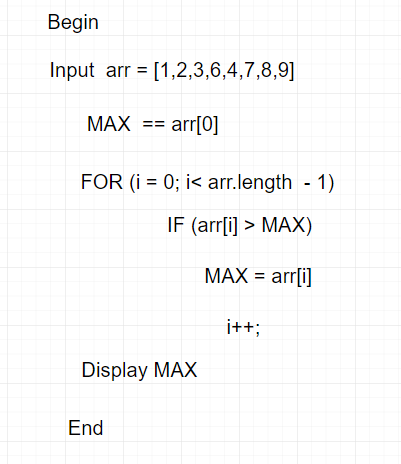 Begin
Input  arr = [1,2,3,6,4,7,8,9]
MAX  == arr[0]
FOR (i = 0; i< arr.length  - 1)
IF (arr[i] > MAX)
MAX = arr[i]
i++;
Display MAX
End